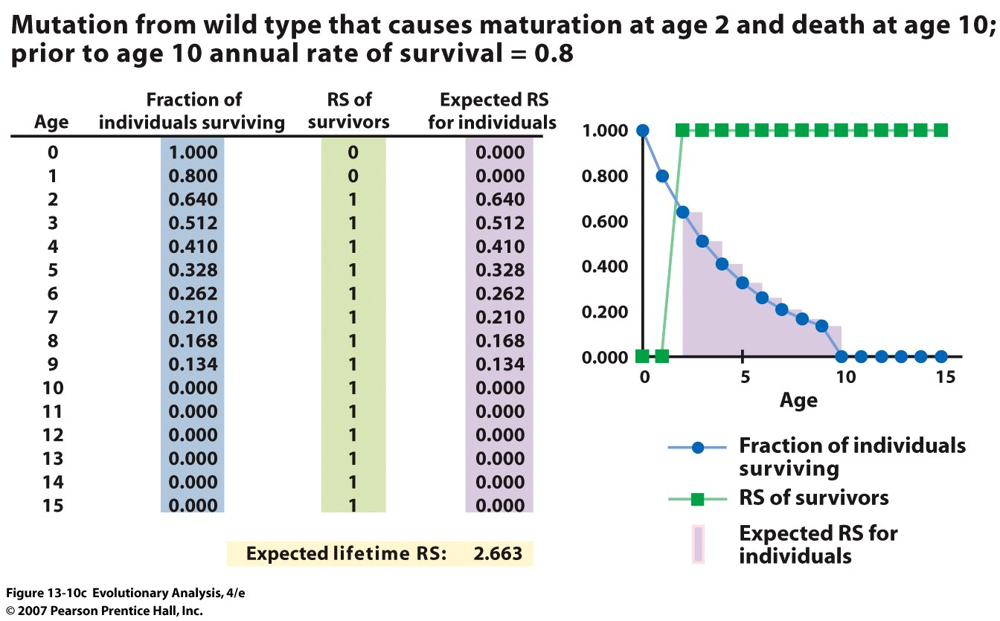 Mutation from wild type that causes maturation at age 2 and death at age 10;
prior to age 10 annual rate of survival = 0.8
Age Fraction of individuals surviving RS of survivors Expected RS for individuals
0 1.000 0 0.000
1 0.800 0 0.000
2 0.640 1 0.640
3 0.512 1 0.512
4 0.410 1 0.410
5 0.328 1 0.328
6 0.262 1 0.262
7 0.210 1 0.210
8 0.168 1 0.168
9 0.134 1 0.134
10 0.000 1 0.000
11 0.000 1 0.000
12 0.000 1 0.000
13 0.000 1 0.000
14 0.000 1 0.000
15 0.000 1 0.000
Expected lifetime RS: 2.663
1.000
0.800
0.600
0.400
0.200
0.000
0 5 10 15
Age
Fraction of individuals
surviving
RS of survivors
Expected RS for
individuals
Figure 13-10c Evolutionary Analysis, 4/e
© 2007 Pearson Prentice Hall, Inc.